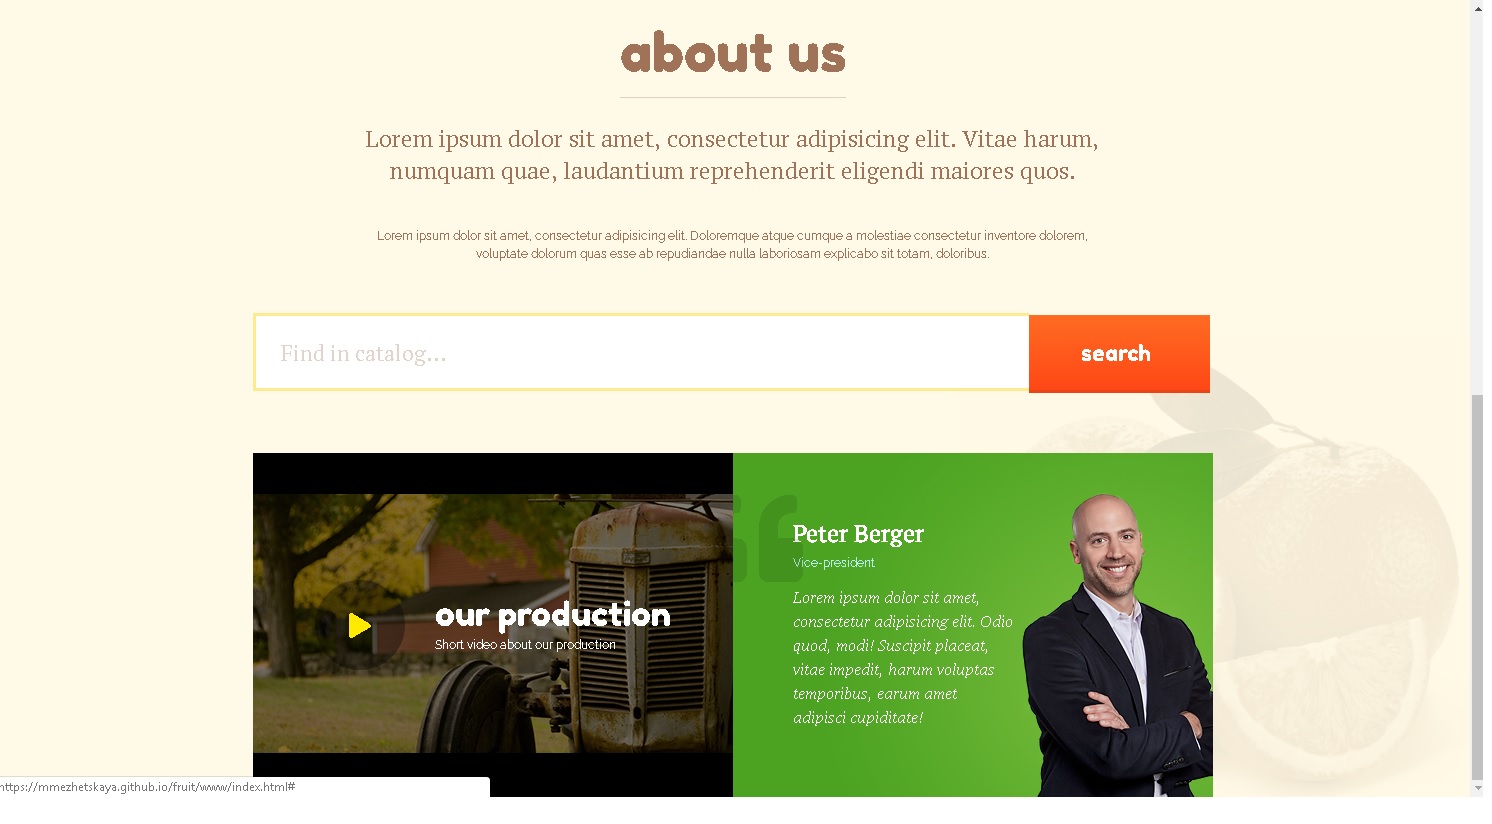 about us
Lorem ipsum dolor sit amet, consectetur adipisicing elit. Vitae harum,
numquam quae, laudantium reprehenderit eligendi maiores quos.
Lorem ipsum dolor sit amet, consectetur adipisicing elit. Doloremque atque cumque a molestiae consectetur inventore dolorem,
voluptate dolorum quas esse ab repudiandae nulla laboriosam explicabo sit totam, doloribus.
Find in catalog...
search
our production
Short video about our production
Peter Berger
Vice-president
Lorem ipsum dolor sit amet,
consectetur adipisicing elit. Odio
quod, modi! Suscipit placeat,
vitae impedit, harum voluptas
temporibus, earum amet
adipisci cupiditate!
https://mmezhetskaya.github.io/fruit/www/index.html#